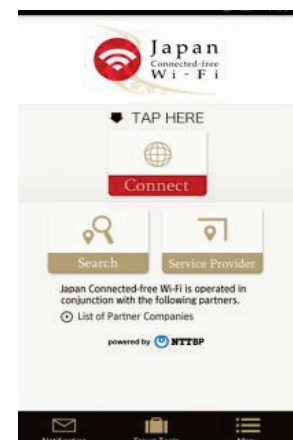 Japan
Connected-free
Wi-Fi
TAP HERE
Connect
Search
Service Provider
Japan Connected-free Wi-Fi is operated in
conjunction with the following partners.
List of Partner Companies
powered by NTTBP